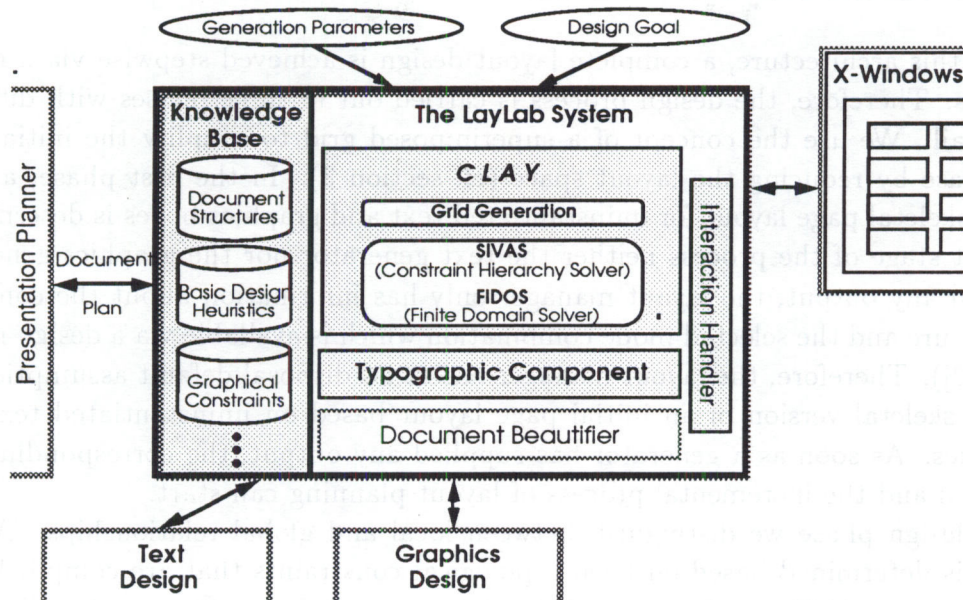 Generation Parameters
Design Goal
X-Windows
Knowledge
Base
The LayLab System
Document
Structures
CLAY
Grid Generation
SIVAS
(Constraint Hierarchy Solver)
FIDOS
(Finite Domain Solver)
Interaction Handler
Presentation Planner
Document
Plan
Basic Design
Heuristics
Graphical
Constraints
Typographic Component
Document Beautifier
Text
Design
Graphics
Design